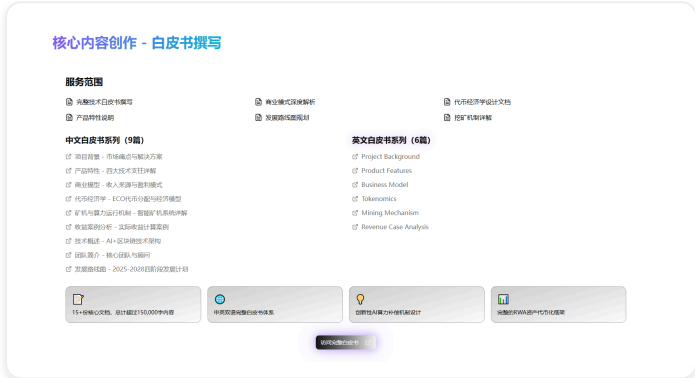 核心内容创作 - 白皮书撰写
服务范围
完整技术白皮书撰写
商业模式深度解析
代币经济学设计文档
产品特性说明
发展路线图规划
挖矿机制详解
中文白皮书系列（9篇）
项目背景 - 市场痛点与解决方案
产品特性 - 四大技术支柱详解
商业模型 - 收入来源与盈利模式
代币经济学 - ECO代币分配与经济模型
矿机与算力运行机制 - 智能矿机系统详解
收益案例分析 - 实际收益计算案例
技术概述 - AI+区块链技术架构
团队简介 - 核心团队与顾问
发展路线图 - 2025-2028四阶段发展计划
英文白皮书系列（6篇）
Project Background
Product Features
Business Model
Tokenomics
Mining Mechanism
Revenue Case Analysis
15+份核心文档，总计超过150,000字内容
中英双语完整白皮书体系
创新性AI算力补偿机制设计
完整的RWA资产代币化框架
访问完整白皮书